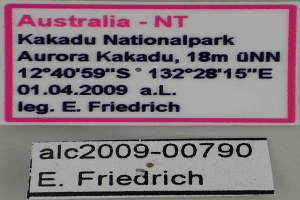 Australia - NT
Kakadu Nationalpark
Aurora Kakadu, 18m üNN
12°40'59"S 132°28'15"E
01.04.2009 a.L.
leg. E. Friedrich
alc2009-00790
E. Friedrich